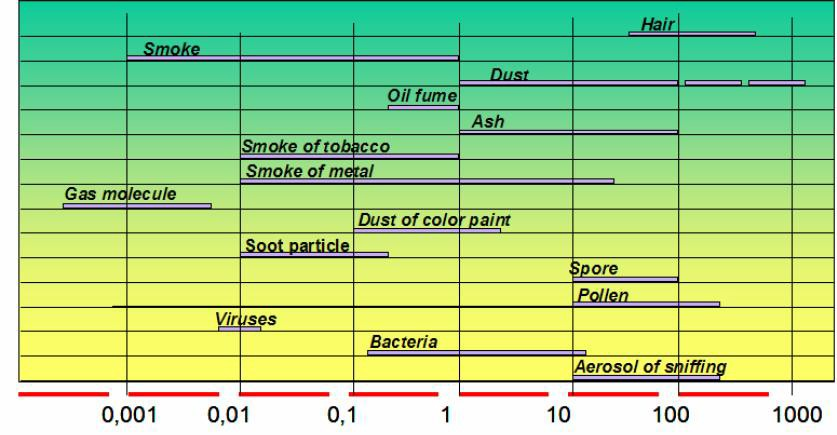 Hair
Smoke
Dust
Oil fume
Ash
Smoke of tobacco
Smoke of metal
Gas molecule
Dust of color paint
Soot particle
Spore
Pollen
Viruses
Bacteria
Aerosol of sniffing
0,001 0,01 0,1 1 10 100 1000